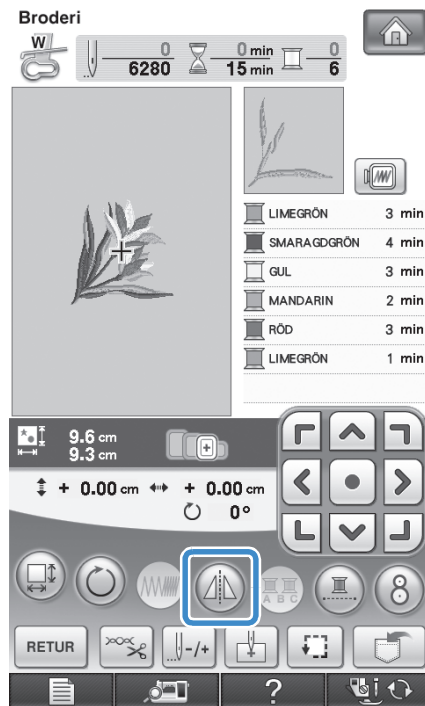 Broderi
W
0 0 min 0
6280 15 min 6
LIMEGRÖN 3 min
SMARAGDGRÖN 4 min
GUL 3 min
MANDARIN 2 min
RÖD 3 min
LIMEGRÖN 1 min
9.6 cm
9.3 cm
+ 0.00 cm + 0.00 cm
0°
A B C
8
RETUR
-/+
?